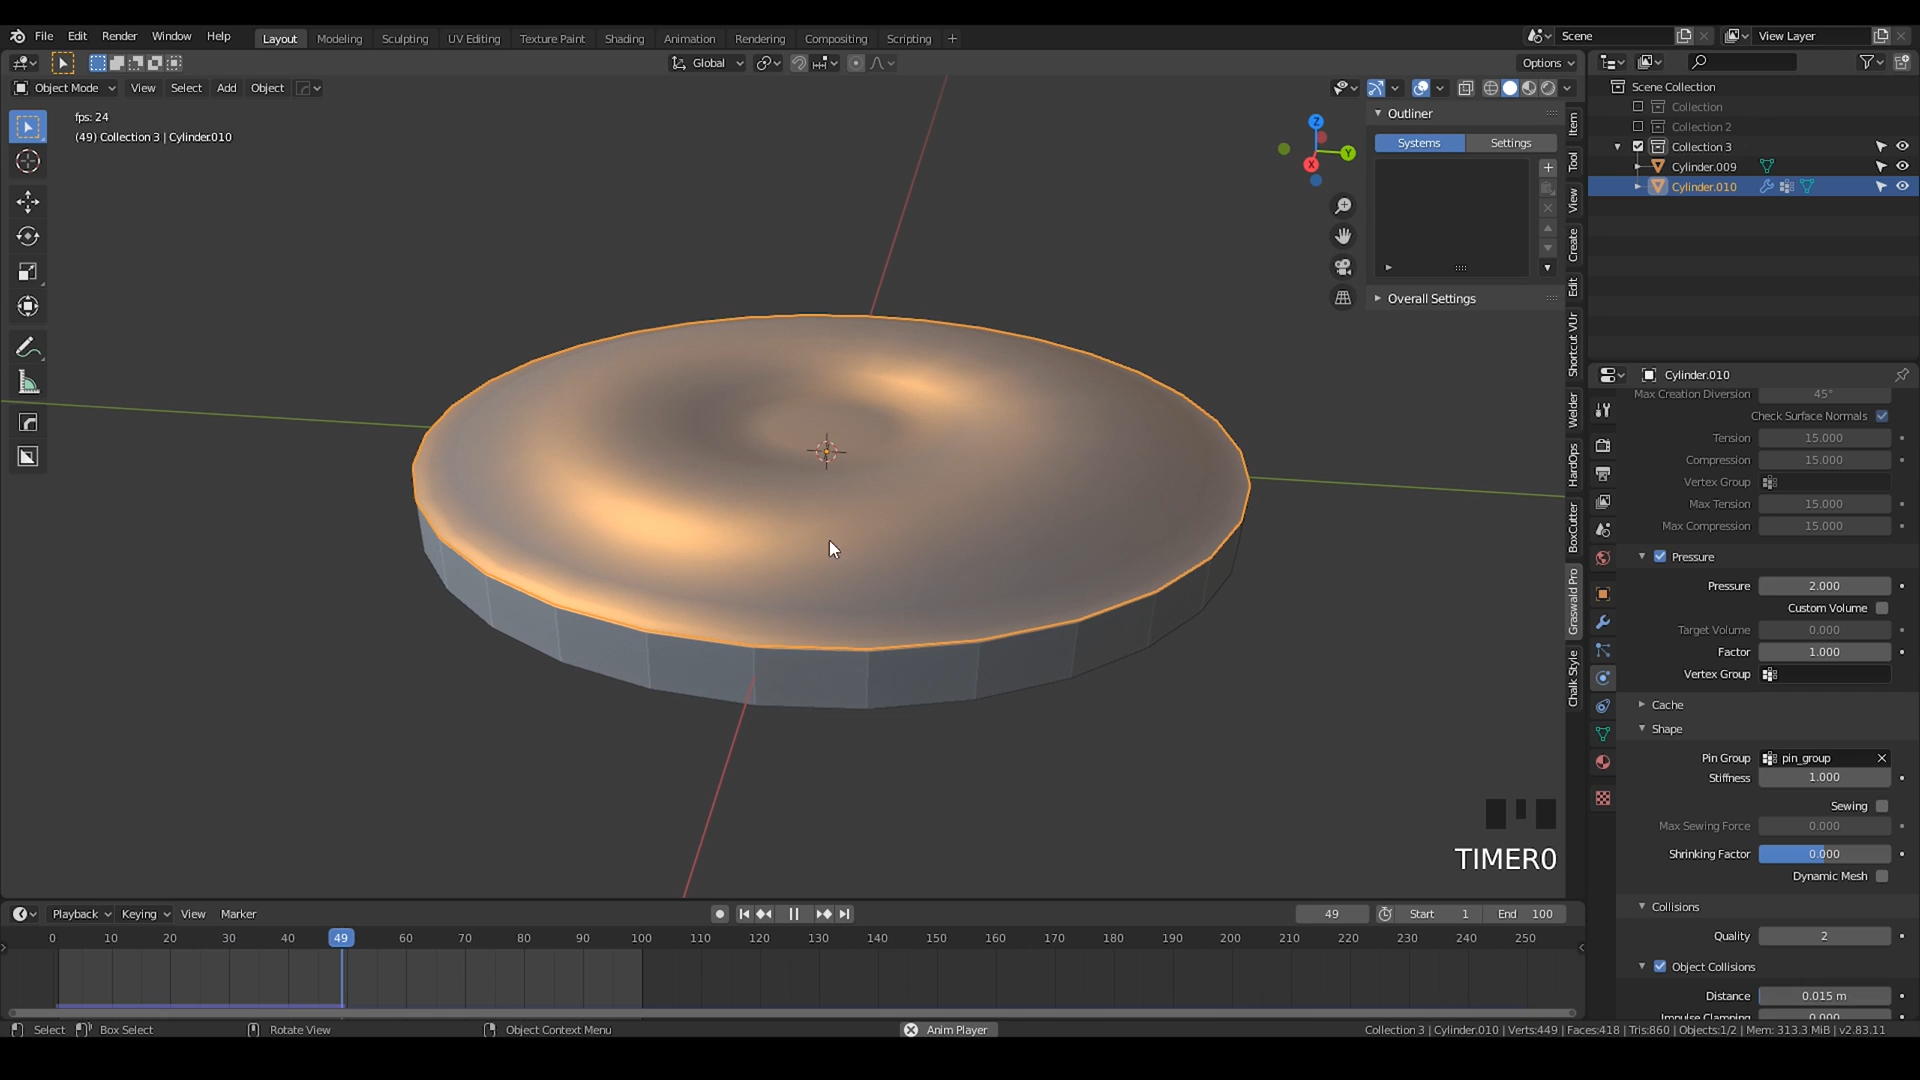 File Edit Render Window Help Layout Modeling Sculpting UV Editing Texture Paint Shading Animation Rendering Compositing Scripting + Scene View Layer
Global Options
Object Mode View Select Add Object
fps: 24
(49) Collection 3 | Cylinder.010
Z
Y
X
Outliner
Systems Settings
Overall Settings
Item
Tool
View
Create
Edit
Shortcut VUr
Welder
HardOps
BoxCutter
Graswald Pro
Chalk Style
Scene Collection
Collection
Collection 2
Collection 3
Cylinder.009
Cylinder.010
Cylinder.010
Max Creation Diversion 45°
Check Surface Normals
Tension 15.000
Compression 15.000
Vertex Group
Max Tension 15.000
Max Compression 15.000
Pressure
Pressure 2.000
Custom Volume
Target Volume 0.000
Factor 1.000
Vertex Group
Cache
Shape
Pin Group pin_group
Stiffness 1.000
Sewing
Max Sewing Force 0.000
Shrinking Factor 0.000
Dynamic Mesh
Collisions
Quality 2
Object Collisions
Distance 0.015 m
Impulse Clamping 0.000
TIMER0
Playback Keying View Marker 49 Start 1 End 100
0 10 20 30 40 49 60 70 80 90 100 110 120 130 140 150 160 170 180 190 200 210 220 230 240 250
Select Box Select Rotate View Object Context Menu Anim Player Collection 3 | Cylinder.010 | Verts:449 | Faces:418 | Tris:860 | Objects:1/2 | Mem: 313.3 MiB | v2.83.11